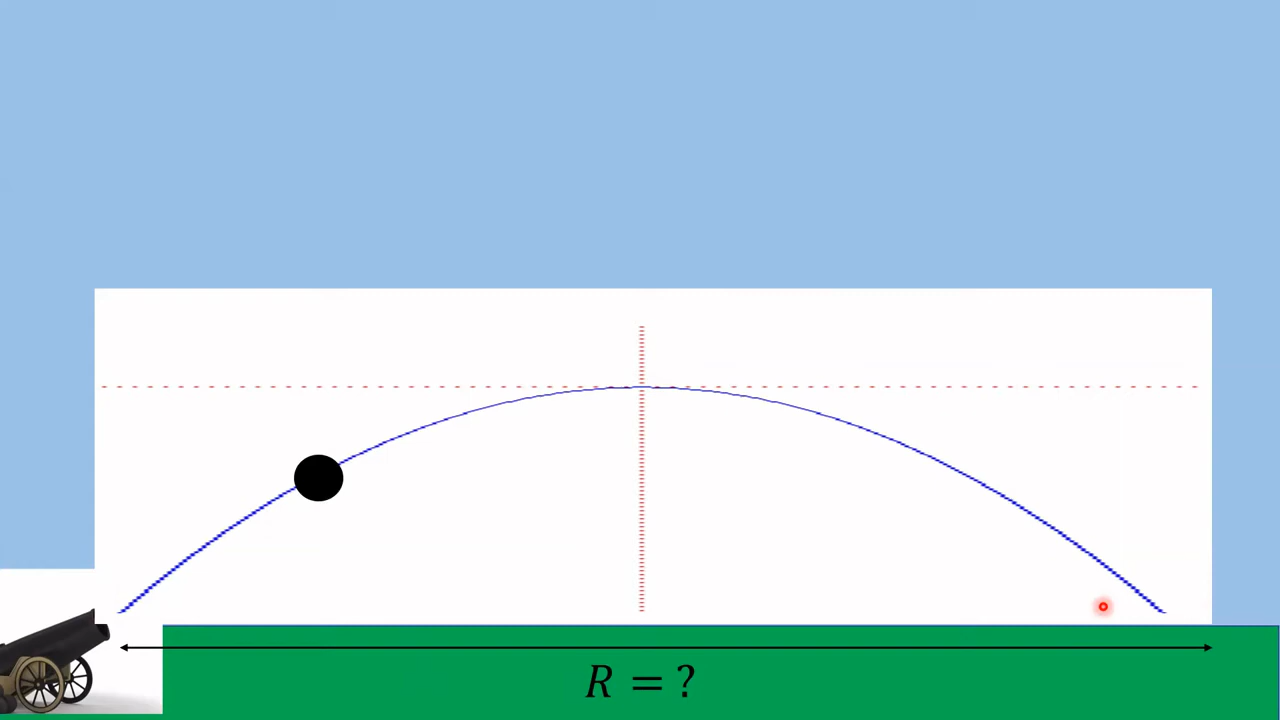 R = ?